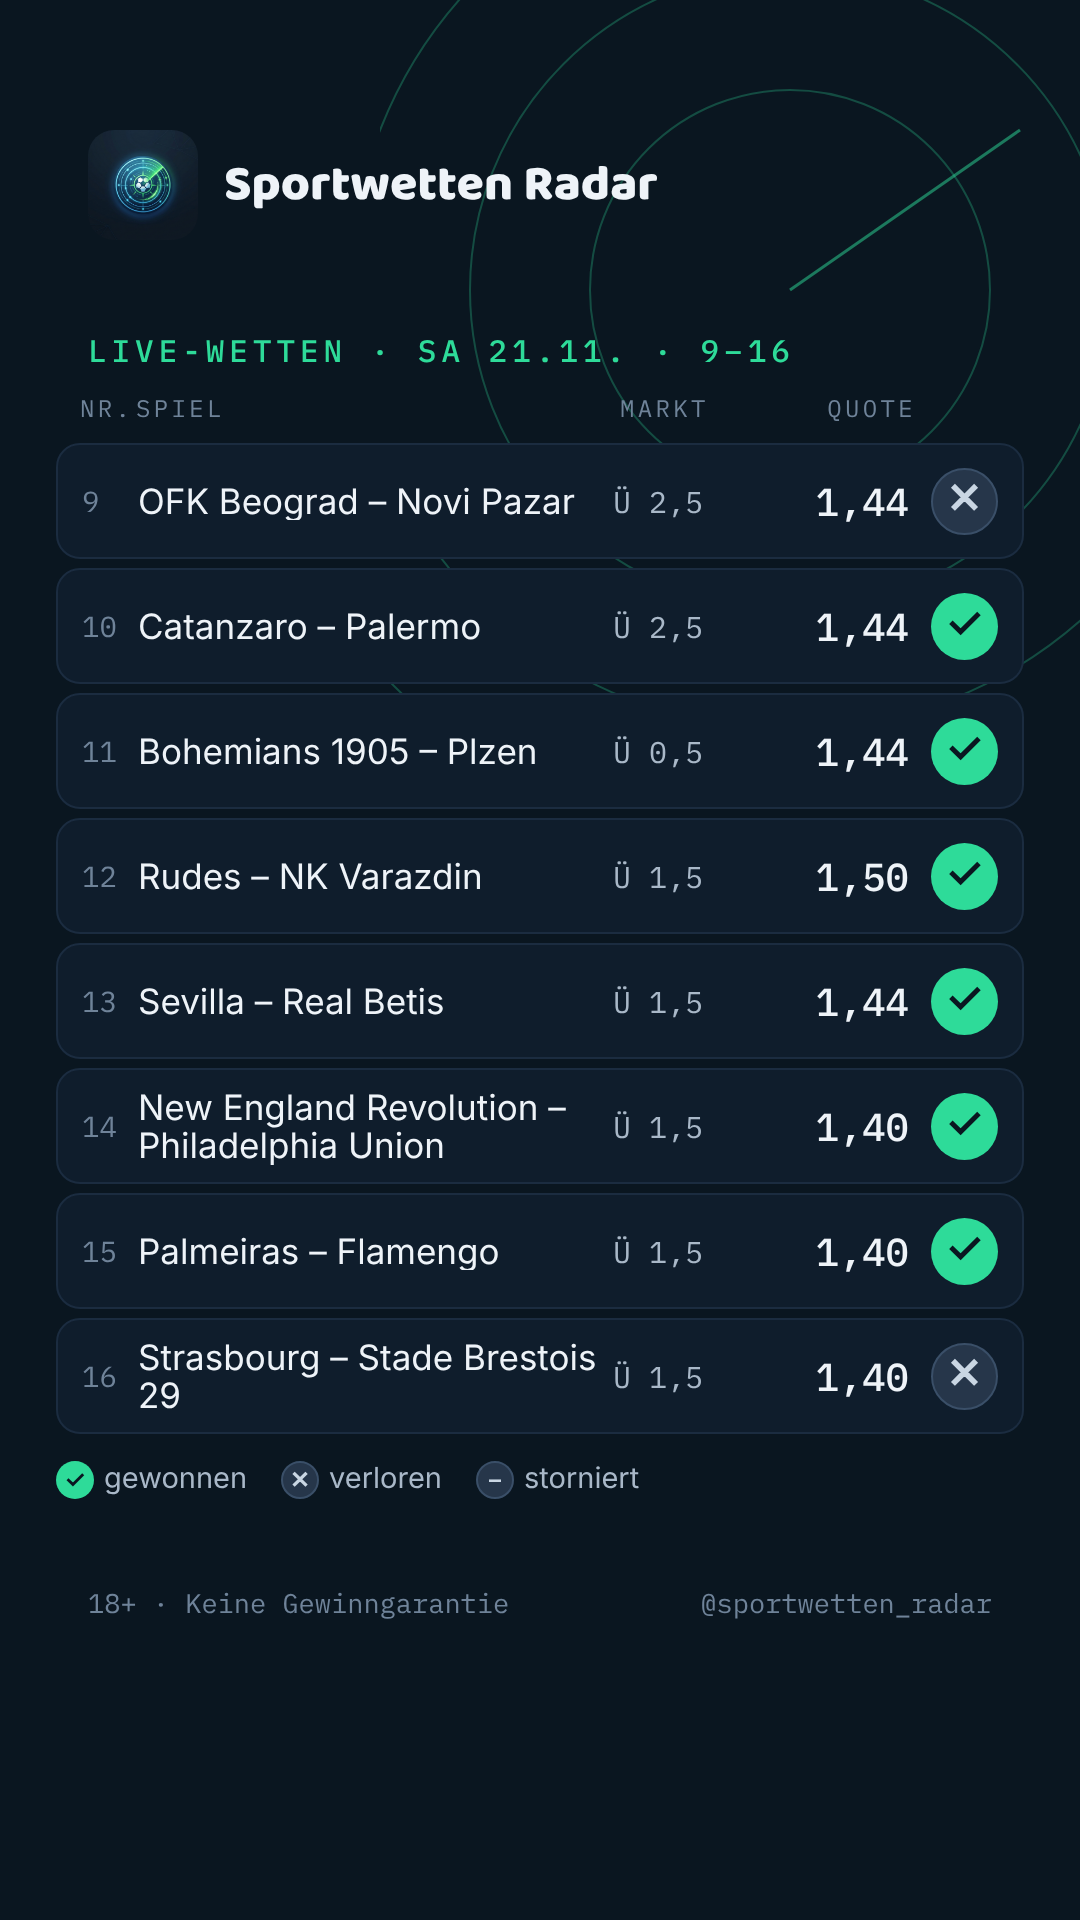 Sportwetten Radar
LIVE-WETTEN · SA 21.11. · 9–16
NR. SPIEL MARKT QUOTE
9 OFK Beograd – Novi Pazar Ü 2,5 1,44
10 Catanzaro – Palermo Ü 2,5 1,44
11 Bohemians 1905 – Plzen Ü 0,5 1,44
12 Rudes – NK Varazdin Ü 1,5 1,50
13 Sevilla – Real Betis Ü 1,5 1,44
14 New England Revolution –
Philadelphia Union Ü 1,5 1,40
15 Palmeiras – Flamengo Ü 1,5 1,40
16 Strasbourg – Stade Brestois
29 Ü 1,5 1,40
gewonnen verloren storniert
18+ · Keine Gewinngarantie @sportwetten_radar